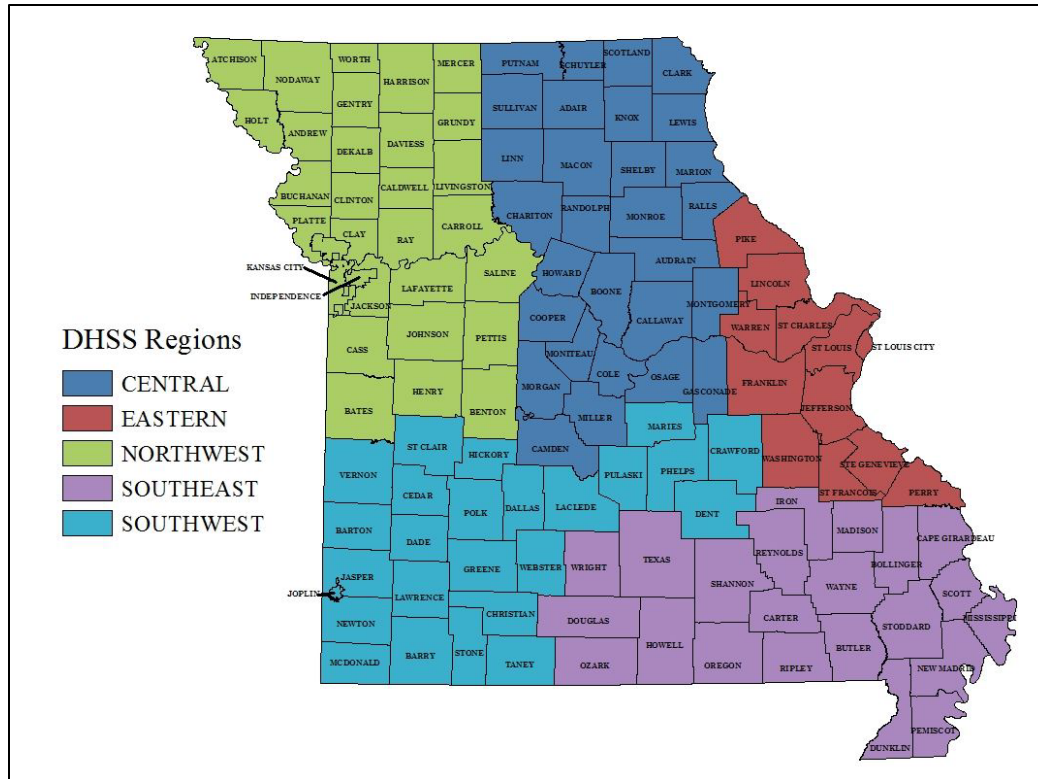 ATCHISON
NODAWAY
WORTH
HARRISON
MERCER
PUTNAM
SCHUYLER
SCOTLAND
CLARK
HOLT
GENTRY
GRUNDY
SULLIVAN
ADAIR
KNOX
LEWIS
ANDREW
DEKALB
DAVIESS
LINN
MACON
SHELBY
MARION
BUCHANAN
CLINTON
CALDWELL
LIVINGSTON
PLATTE
CLAY
RAY
CARROLL
CHARITON
RANDOLPH
MONROE
RALLS
PIKE
AUDRAIN
KANSAS CITY
INDEPENDENCE
JACKSON
LAFAYETTE
SALINE
HOWARD
BOONE
CALLAWAY
MONTGOMERY
LINCOLN
WARREN
ST CHARLES
ST LOUIS
ST LOUIS CITY
CASS
JOHNSON
PETTIS
COOPER
MONITEAU
COLE
OSAGE
GASCONADE
FRANKLIN
JEFFERSON
BATES
HENRY
BENTON
MORGAN
MILLER
CAMDEN
MARIES
DHSS Regions
CENTRAL
EASTERN
NORTHWEST
SOUTHEAST
SOUTHWEST
VERNON
ST CLAIR
HICKORY
PULASKI
PHELPS
CRAWFORD
WASHINGTON
STE GENEVIEVE
ST FRANCOIS
PERRY
CEDAR
POLK
DALLAS
LACLEDE
DENT
IRON
MADISON
CAPE GIRARDEAU
BARTON
DADE
GREENE
WEBSTER
WRIGHT
TEXAS
REYNOLDS
BOLLINGER
JOPLIN
JASPER
LAWRENCE
CHRISTIAN
DOUGLAS
SHANNON
WAYNE
SCOTT
MISSISSIPPI
NEWTON
CARTER
STODDARD
MCDONALD
BARRY
STONE
TANEY
OZARK
HOWELL
OREGON
RIPLEY
BUTLER
NEW MADRID
PEMISCOT
DUNKLIN